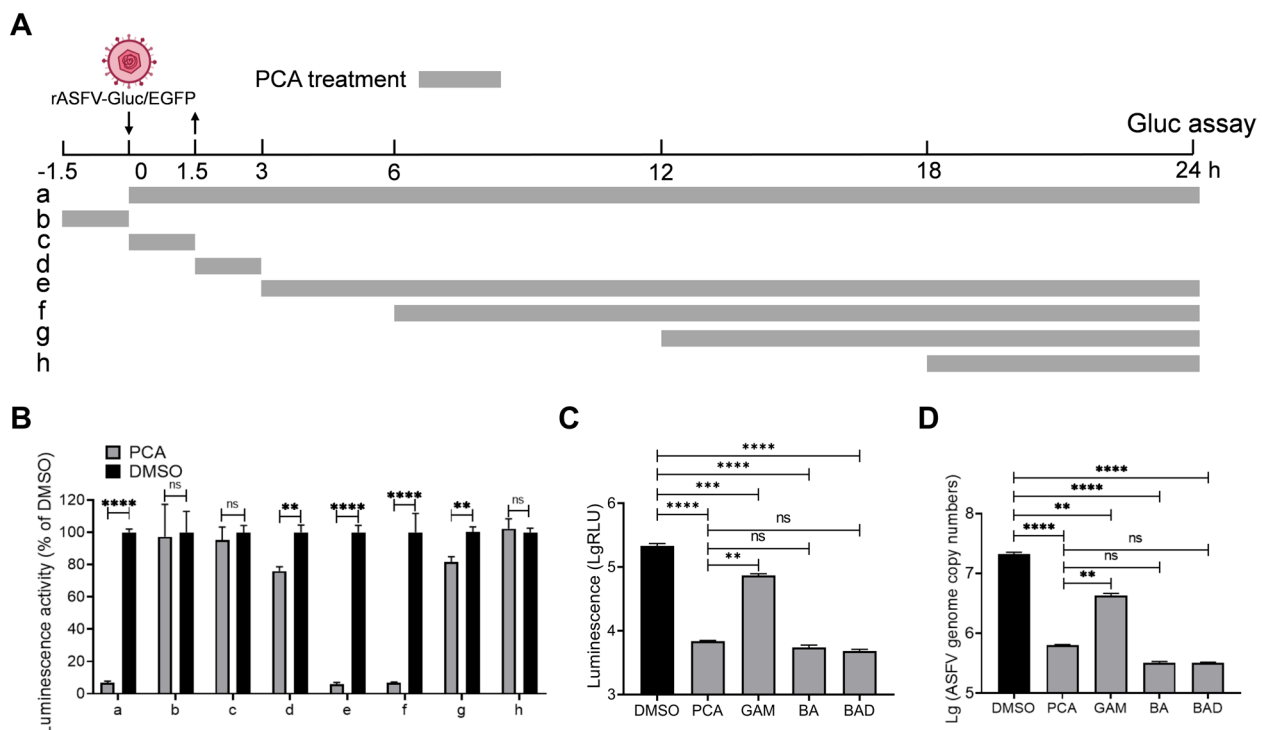 A
PCA treatment
rASFV-Gluc/EGFP
Gluc assay
-1.5 0 1.5 3 6 12 18 24 h
a
b
c
d
e
f
g
h
B
PCA
DMSO
Luminescence activity (% of DMSO)
120
100
80
60
40
20
0
**** ns ns ** **** **** ** ns
a b c d e f g h
C
Luminescence (LgRLU)
6
5
4
3
****
****
***
****
ns
ns
**
DMSO PCA GAM BA BAD
D
Lg (ASFV genome copy numbers)
8
7
6
5
****
****
**
****
ns
ns
**
DMSO PCA GAM BA BAD